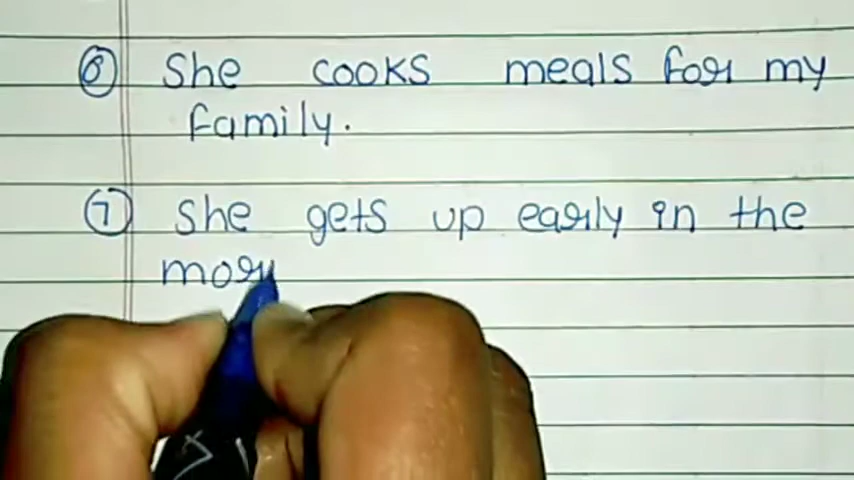 6 She cooks meals for my
family.
7 She gets up early in the
mor